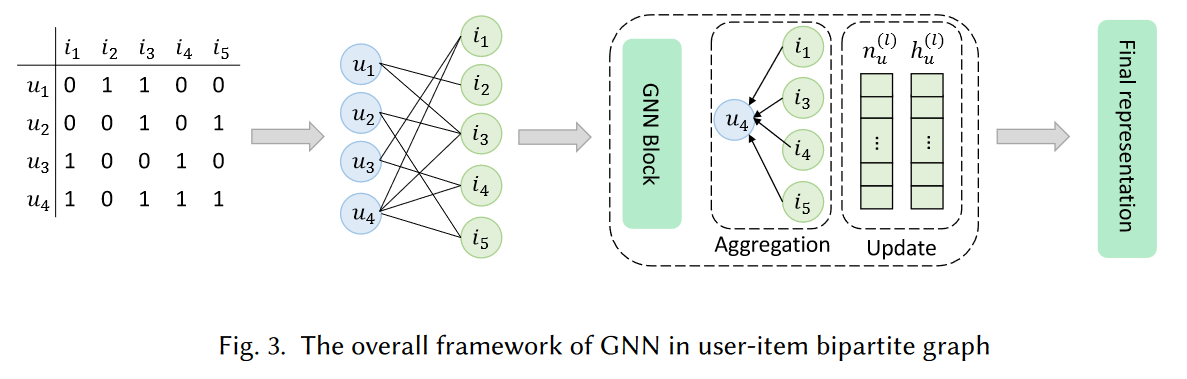 i₁ i₂ i₃ i₄ i₅
u₁ 0 1 1 0 0
u₂ 0 0 1 0 1
u₃ 1 0 0 1 0
u₄ 1 0 1 1 1
u₁
u₂
u₃
u₄
i₁
i₂
i₃
i₄
i₅
GNN Block
u₄
i₁
i₃
i₄
i₅
Aggregation
n_u^(l) h_u^(l)
⋮ ⋮
Update
Final representation
Fig. 3. The overall framework of GNN in user-item bipartite graph